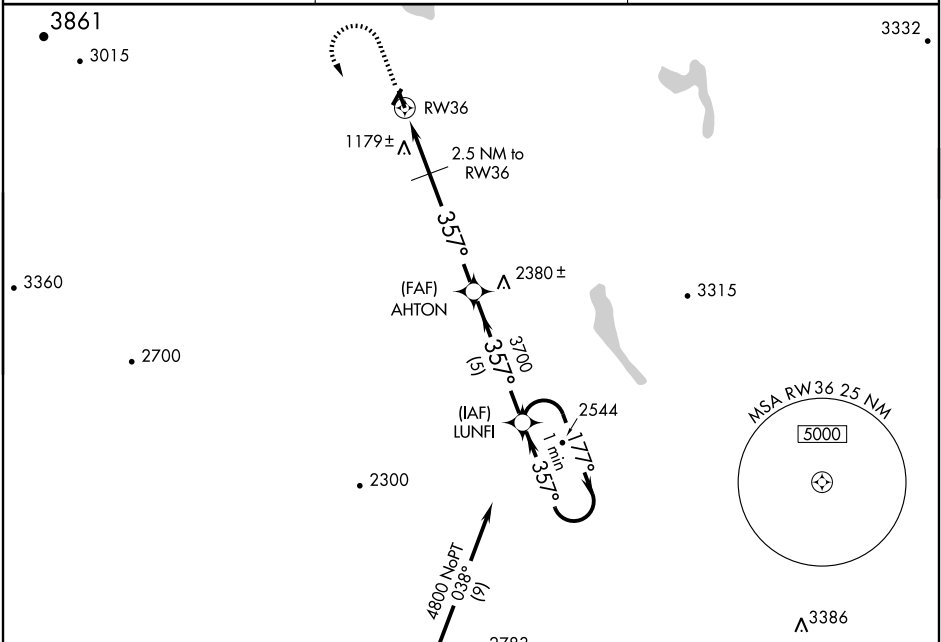 3861
3015
3332
RW36
1179±
2.5 NM to
RW36
357°
3360
(FAF)
AHTON
2380±
3315
2700
3700
357°
(5)
(IAF)
LUNFI
2544
1 min
177°
357°
MSA RW36 25 NM
5000
2300
4800 NoPT
038°
(9)
3386